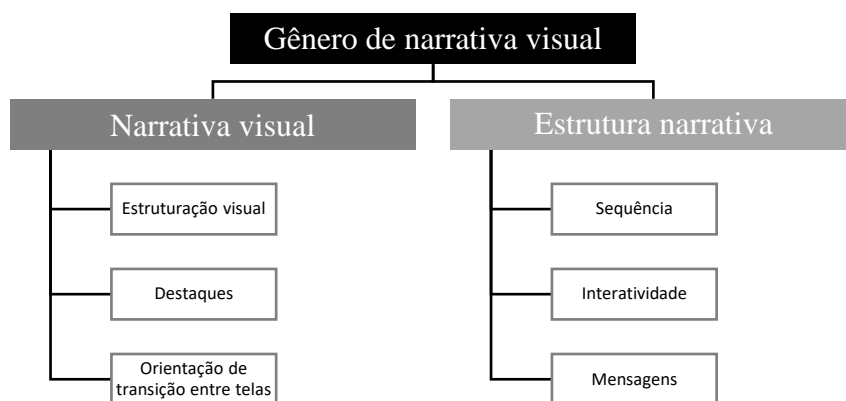 Gênero de narrativa visual
Narrativa visual
Estruturação visual
Destaques
Orientação de
transição entre telas
Estrutura narrativa
Sequência
Interatividade
Mensagens